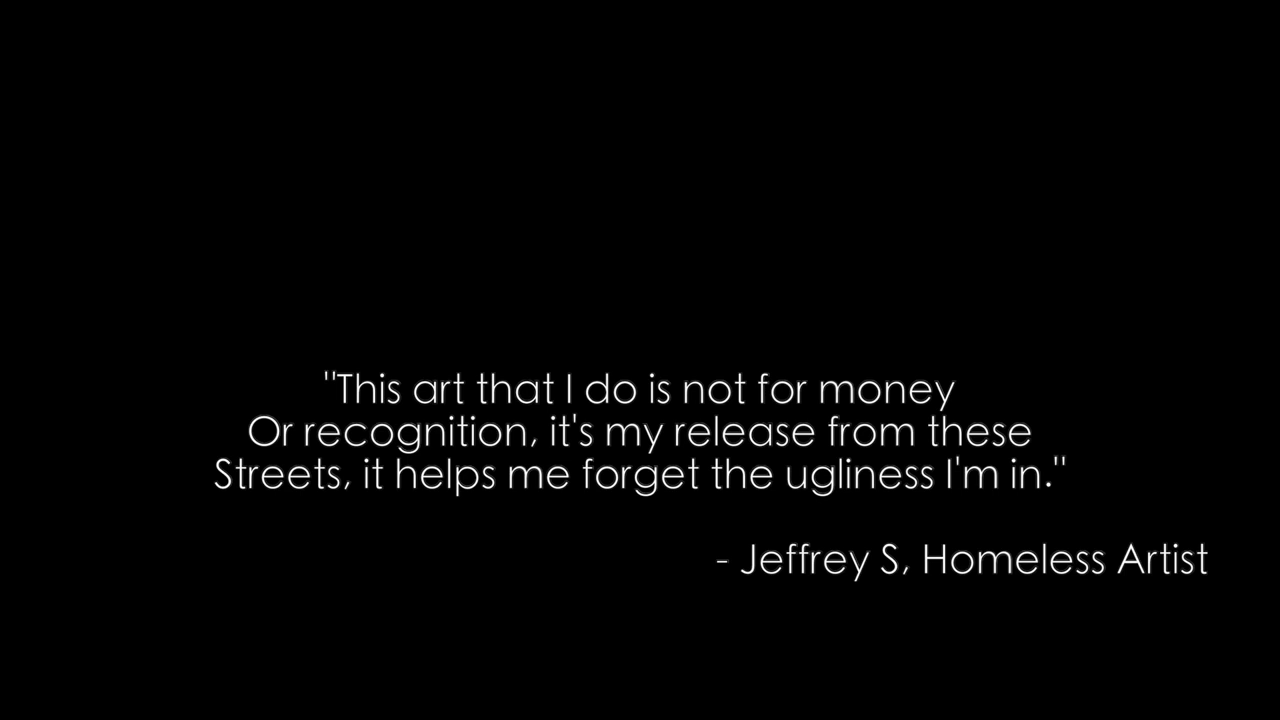 "This art that I do is not for money
Or recognition, it's my release from these
Streets, it helps me forget the ugliness I'm in."
- Jeffrey S, Homeless Artist